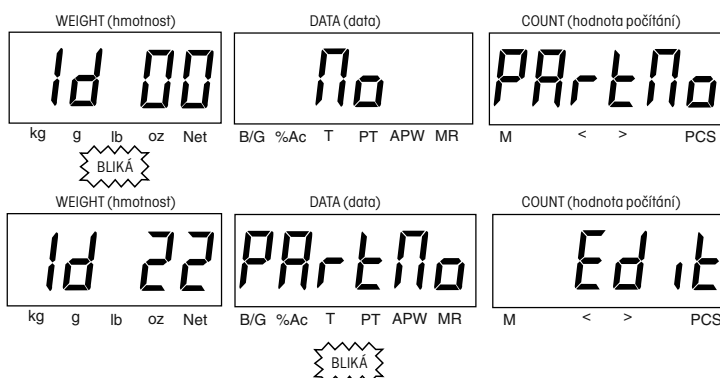 WEIGHT (hmotnost) DATA (data) COUNT (hodnota počítání)
Id 00 No PArtNo
kg g lb oz Net B/G %Ac T PT APW MR M < > PCS
BLIKÁ
WEIGHT (hmotnost) DATA (data) COUNT (hodnota počítání)
Id 22 PArtNo Edit
kg g lb oz Net B/G %Ac T PT APW MR M < > PCS
BLIKÁ